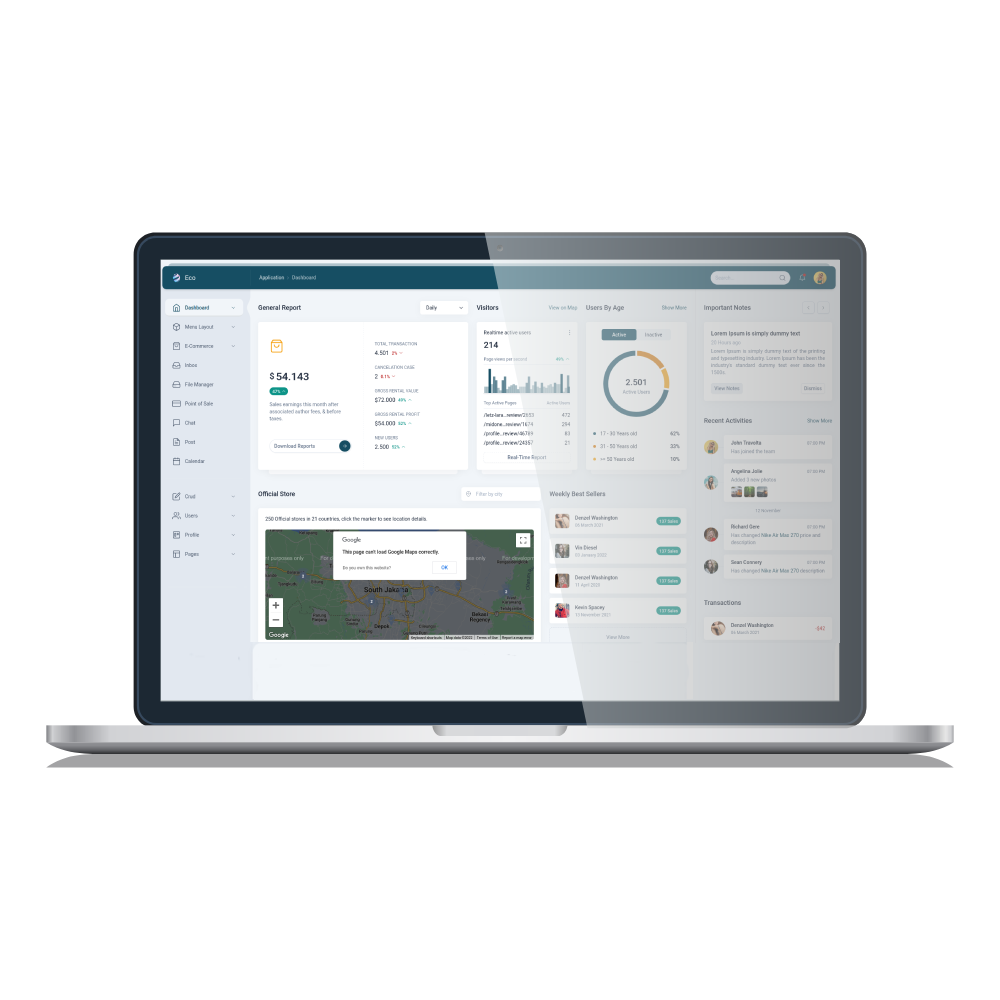 Eco
Application > Dashboard
Search...
Dashboard
Menu Layout
E-Commerce
Inbox
File Manager
Point of Sale
Chat
Post
Calendar
Crud
Users
Profile
Pages
General Report
Daily
$ 54.143
47%
Sales earnings this month after
associated author fees, & before
taxes.
Download Reports
TOTAL TRANSACTION
4.501 2%
CANCELATION CASE
2 0.1%
GROSS RENTAL VALUE
$72.000 49%
GROSS RENTAL PROFIT
$54.000 52%
NEW USERS
2.500 52%
Visitors
View on Map
Realtime active users
214
Page views per second
49%
Top Active Pages Active Users
/letz-lara...review/2653 472
/midone...review/1674 294
/profile...review/46789 83
/profile...review/24357 21
Real-Time Report
Users By Age
Show More
Active
Inactive
2.501
Active Users
17 - 30 Years old 62%
31 - 50 Years old 33%
>= 50 Years old 10%
Important Notes
Lorem Ipsum is simply dummy text
20 Hours ago
Lorem Ipsum is simply dummy text of the printing
and typesetting industry. Lorem Ipsum has been the
industry's standard dummy text ever since the
1500s.
View Notes
Dismiss
Recent Activities
Show More
John Travolta 07:00 PM
Has joined the team
Angelina Jolie 07:00 PM
Added 3 new photos
12 November
Richard Gere 07:00 PM
Has changed Nike Air Max 270 price and
description
Sean Connery 07:00 PM
Has changed Nike Air Max 270 description
Transactions
Denzel Washington
06 March 2021
-$42
Official Store
Filter by city
250 Official stores in 21 countries, click the marker to see location details.
Google
This page can't load Google Maps correctly.
Do you own this website?
OK
South Jakarta
Depok
Bekasi
Regency
Google
Keyboard shortcuts
Map data ©2022
Terms of Use
Report a map error
Weekly Best Sellers
Denzel Washington
06 March 2021
137 Sales
Vin Diesel
03 January 2022
137 Sales
Denzel Washington
11 April 2020
137 Sales
Kevin Spacey
13 November 2021
137 Sales
View More